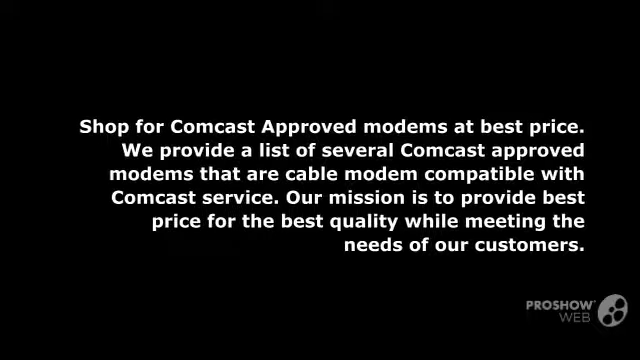 Shop for Comcast Approved modems at best price.
We provide a list of several Comcast approved
modems that are cable modem compatible with
Comcast service. Our mission is to provide best
price for the best quality while meeting the
needs of our customers.
PROSHOW
WEB